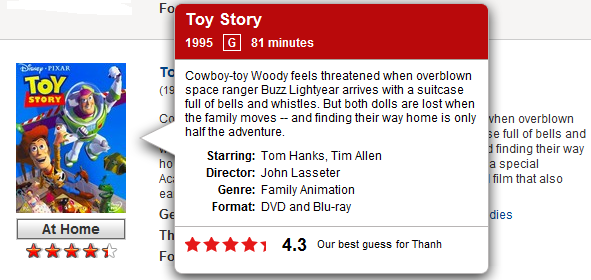 Fo
Toy Story
1995 G 81 minutes
Cowboy-toy Woody feels threatened when overblown
space ranger Buzz Lightyear arrives with a suitcase
full of bells and whistles. But both dolls are lost when
the family moves -- and finding their way home is only
half the adventure.
Starring: Tom Hanks, Tim Allen
Director: John Lasseter
Genre: Family Animation
Format: DVD and Blu-ray
4.3 Our best guess for Thanh
DISNEY · PIXAR
TOY
STORY
At Home
To
(19
Co
when overblown
se full of bells and
d finding their way
ho
a special
Aca
l film that also
ea
Ge
dies
Th
Fo